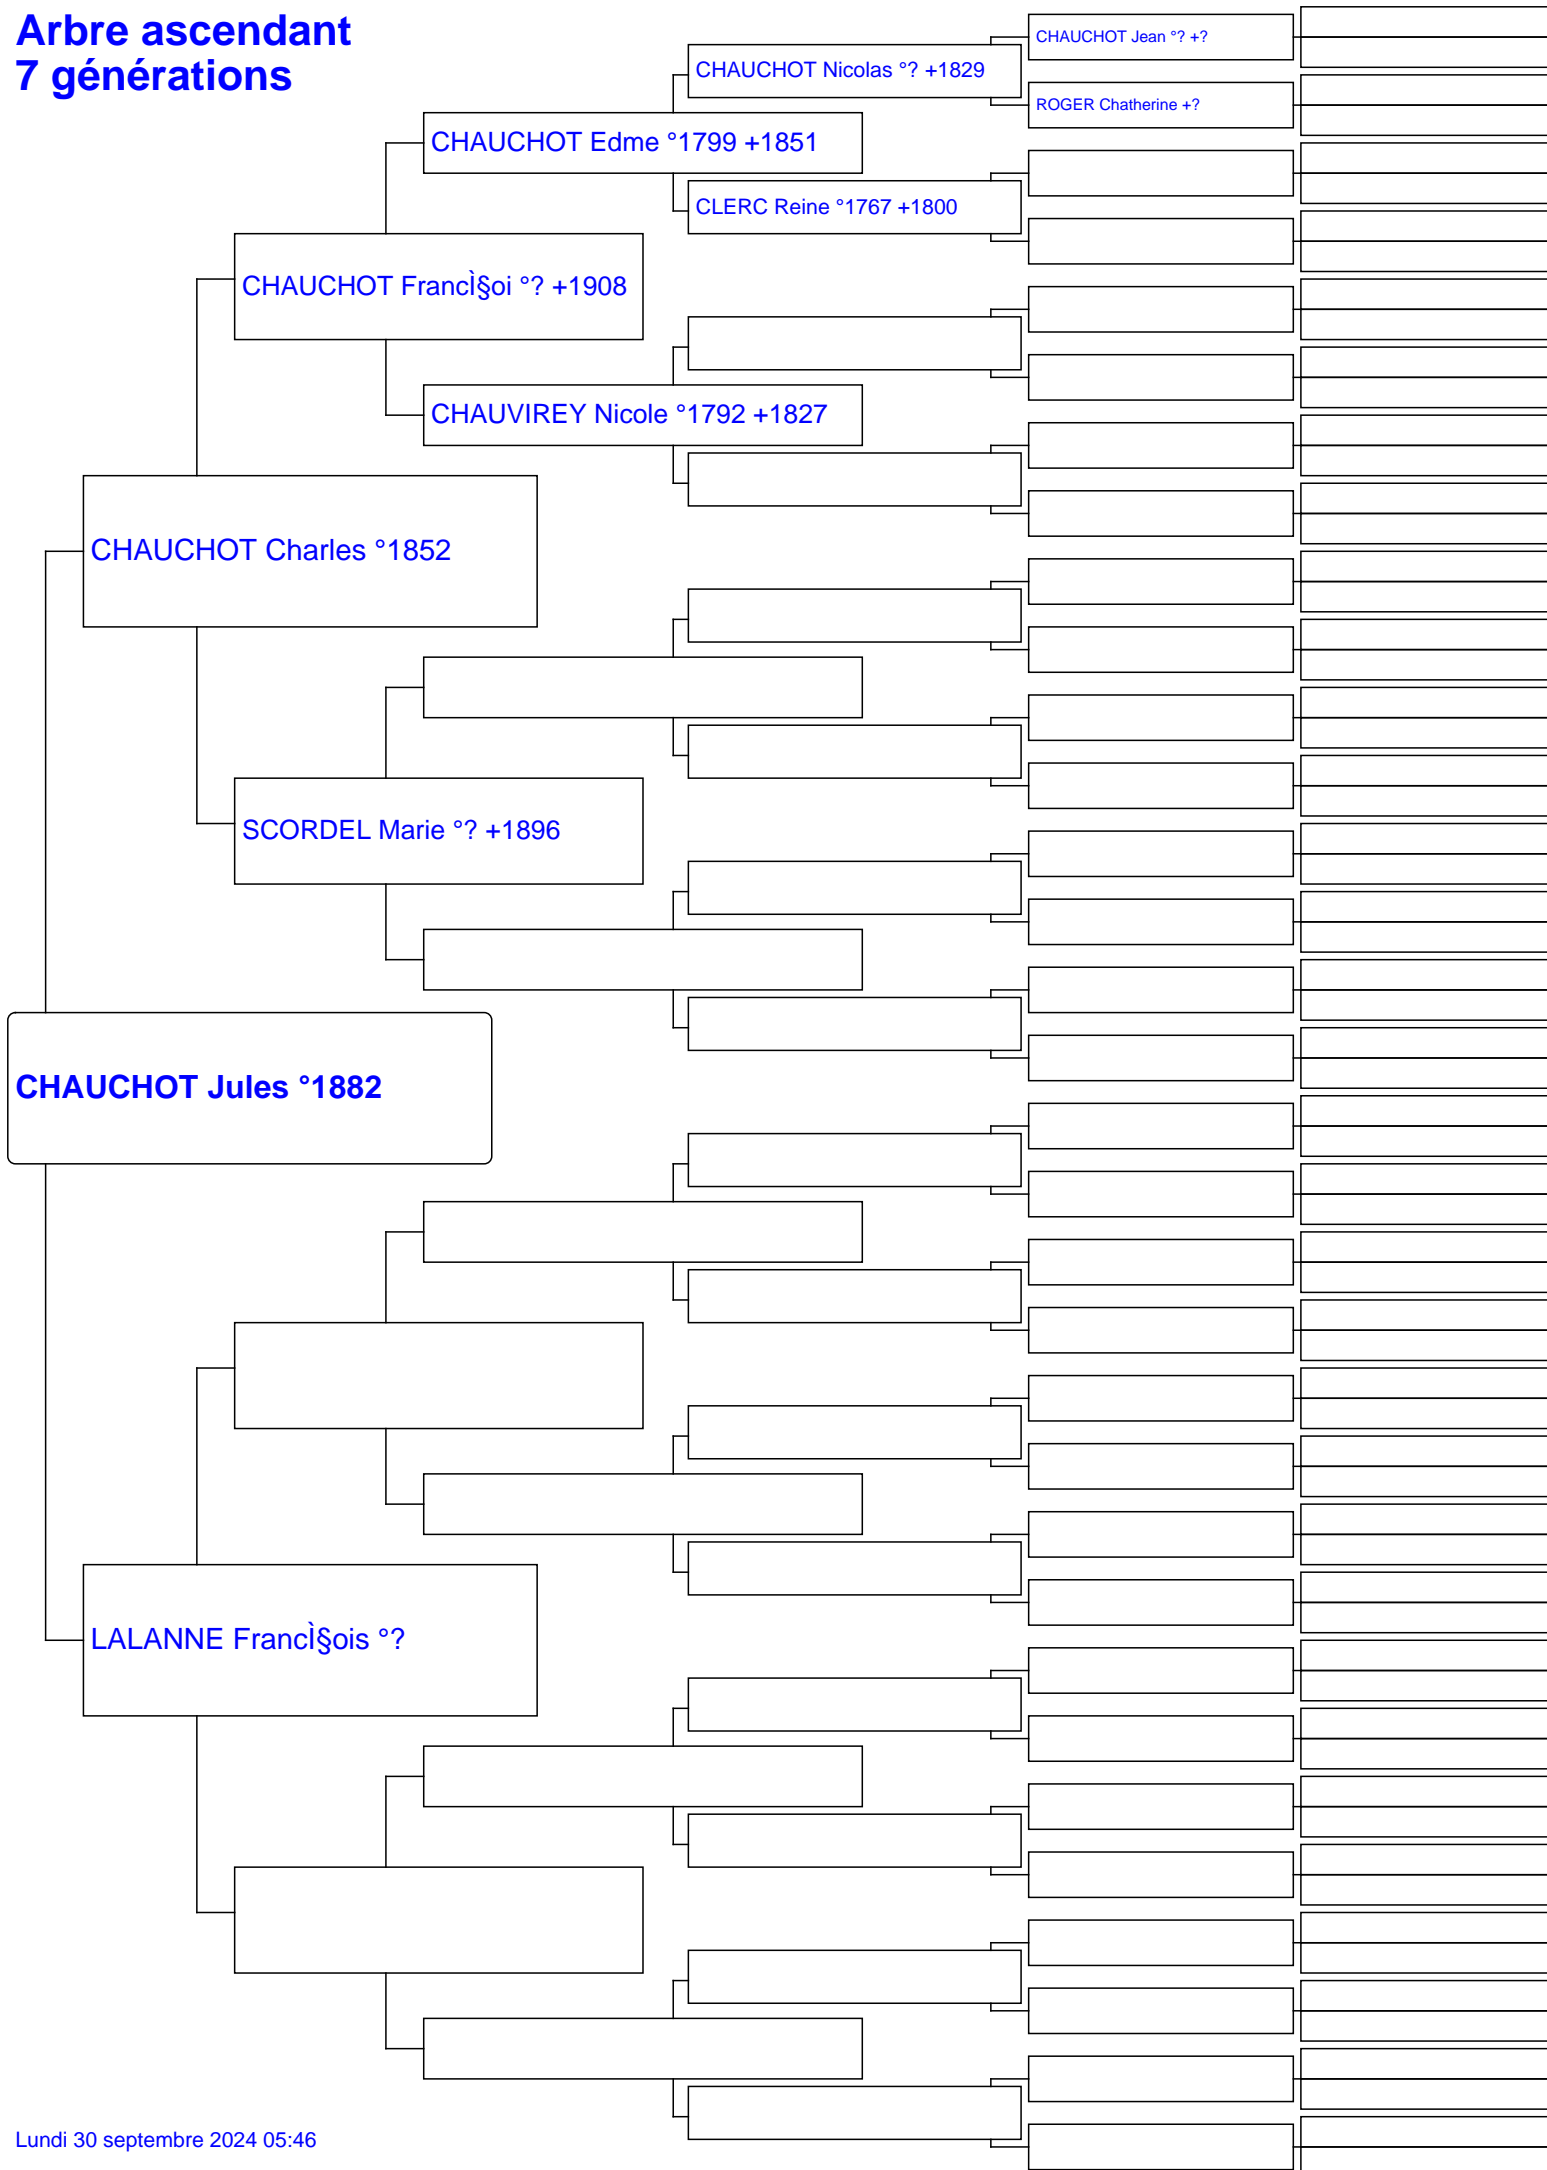 Arbre ascendant
7 générations
CHAUCHOT Jean °? +?
CHAUCHOT Nicolas °? +1829
ROGER Chatherine +?
CHAUCHOT Edme °1799 +1851
CLERC Reine °1767 +1800
CHAUCHOT FrancÌ§oi °? +1908
CHAUVIREY Nicole °1792 +1827
CHAUCHOT Charles °1852
SCORDEL Marie °? +1896
CHAUCHOT Jules °1882
LALANNE FrancÌ§ois °?
Lundi 30 septembre 2024 05:46